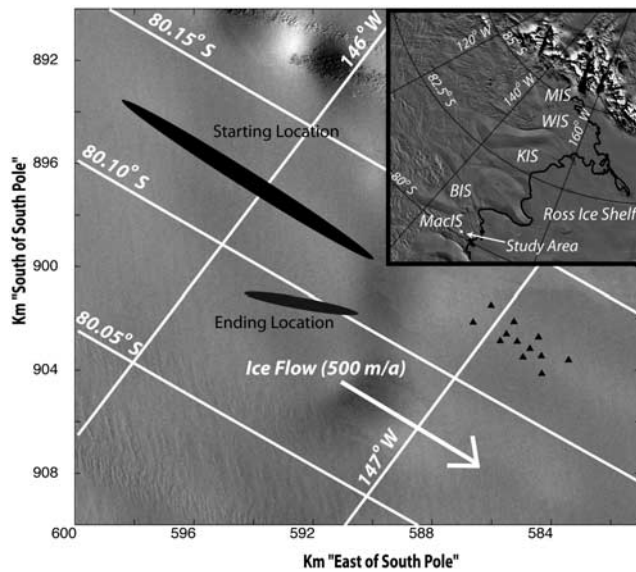 892
896
900
904
908
Km "South of South Pole"
600
596
592
588
584
Km "East of South Pole"
80.15° S
80.10° S
80.05° S
146° W
147° W
Starting Location
Ending Location
Ice Flow (500 m/a)
120° W
85° S
82.5° S
140° W
MIS
WIS
160° W
KIS
80° S
BIS
MacIS
Ross Ice Shelf
Study Area